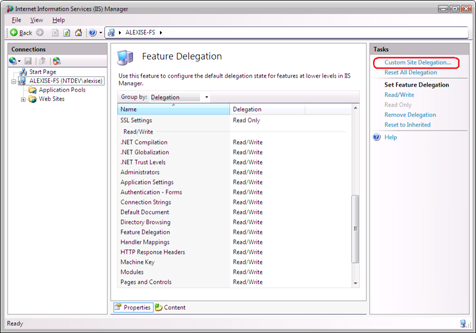 Internet Information Services (IIS) Manager
File View Help
Back ALEXISE-FS
Connections
Start Page
ALEXISE-FS (NTDEV\alexise)
Application Pools
Web Sites
Feature Delegation
Use this feature to configure the default delegation state for features at lower levels in IIS
Manager.
Group by: Delegation
Name Delegation
SSL Settings Read Only
Read/Write
.NET Compilation Read/Write
.NET Globalization Read/Write
.NET Trust Levels Read/Write
Administrators Read/Write
Application Settings Read/Write
Authentication - Forms Read/Write
Connection Strings Read/Write
Default Document Read/Write
Directory Browsing Read/Write
Feature Delegation Read/Write
Handler Mappings Read/Write
HTTP Response Headers Read/Write
Machine Key Read/Write
Modules Read/Write
Pages and Controls Read/Write
Properties Content
Tasks
Custom Site Delegation...
Reset All Delegation
Set Feature Delegation
Read/Write
Read Only
Remove Delegation
Reset to Inherited
Help
Ready